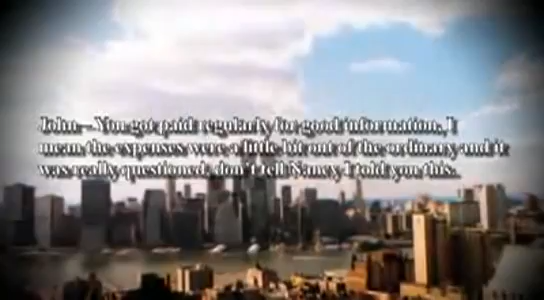 John—You got paid regularly for good information, I
mean the expenses were a little bit out of the ordinary and it
was really questioned, don't tell Nancy I told you this.